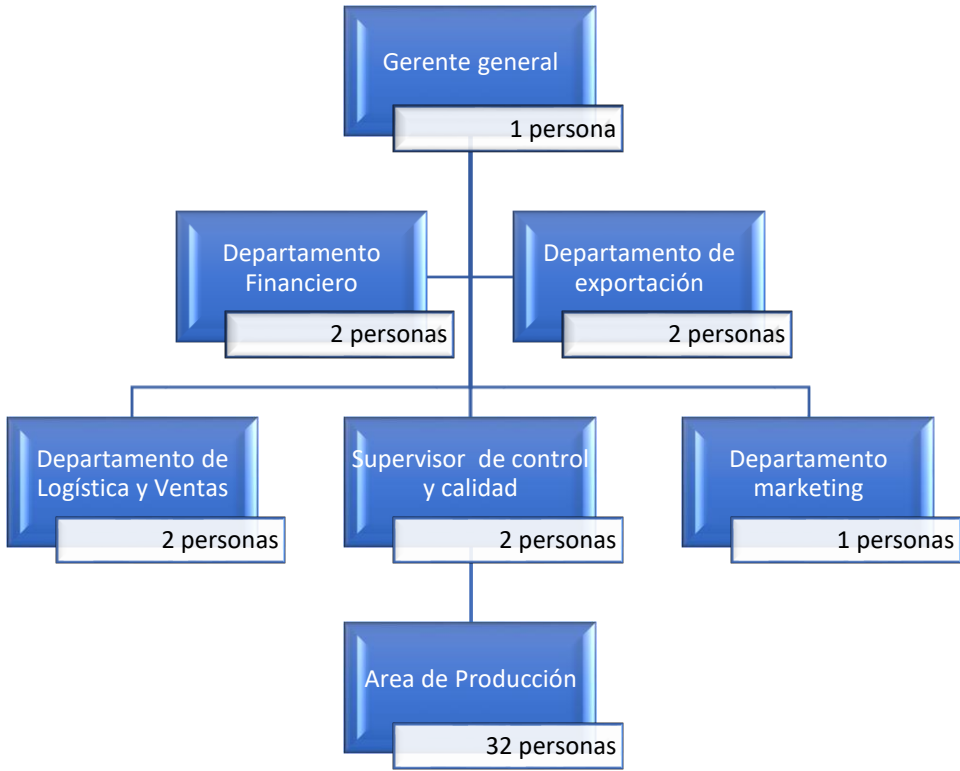 Gerente general
1 persona
Departamento
Financiero
2 personas
Departamento de
exportación
2 personas
Departamento de
Logística y Ventas
2 personas
Supervisor  de control
y calidad
2 personas
Departamento
marketing
1 personas
Area de Producción
32 personas